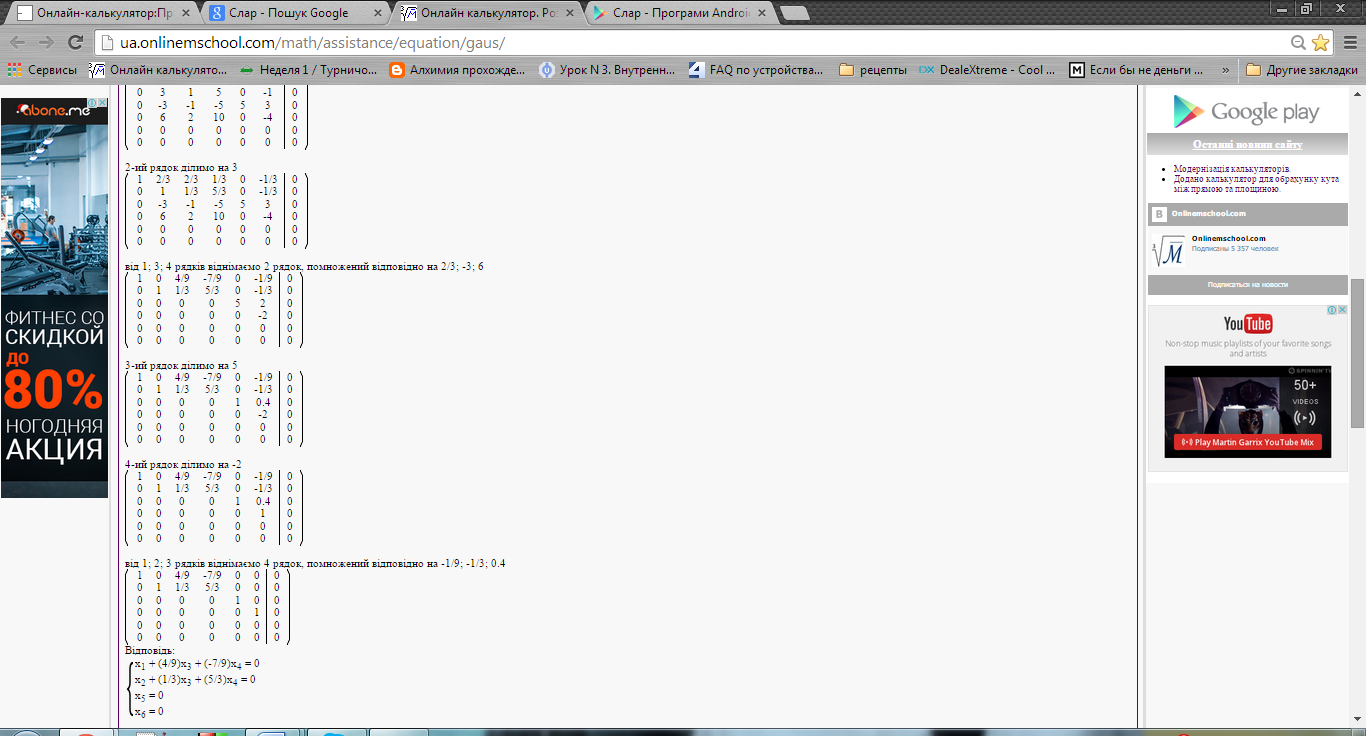 Онлайн-калькулятор:Пр
Слар - Пошук Google
Онлайн калькулятор. Ро
Слар - Програми Androi
ua.onlinemschool.com/math/assistance/equation/gaus/
Сервисы
Онлайн калькулято...
Неделя 1 / Турничо...
Алхимия прохожде...
Урок N 3. Внутренн...
FAQ по устройства...
рецепты
DX DealeXtreme - Cool ...
M Если бы не деньги ...
»
Другие закладки
abone.me
ФИТНЕС СО
СКИДКОЙ
ДО
80%
НОГОДНЯЯ
АКЦИЯ
0 3 1 5 0 -1 0
0 -3 -1 -5 5 3 0
0 6 2 10 0 -4 0
0 0 0 0 0 0 0
0 0 0 0 0 0 0
2-ий рядок ділимо на 3
1 2/3 2/3 1/3 0 -1/3 0
0 1 1/3 5/3 0 -1/3 0
0 -3 -1 -5 5 3 0
0 6 2 10 0 -4 0
0 0 0 0 0 0 0
0 0 0 0 0 0 0
від 1; 3; 4 рядків віднімаємо 2 рядок, помножений відповідно на 2/3; -3; 6
1 0 4/9 -7/9 0 -1/9 0
0 1 1/3 5/3 0 -1/3 0
0 0 0 0 5 2 0
0 0 0 0 0 -2 0
0 0 0 0 0 0 0
0 0 0 0 0 0 0
3-ий рядок ділимо на 5
1 0 4/9 -7/9 0 -1/9 0
0 1 1/3 5/3 0 -1/3 0
0 0 0 0 1 0.4 0
0 0 0 0 0 -2 0
0 0 0 0 0 0 0
0 0 0 0 0 0 0
4-ий рядок ділимо на -2
1 0 4/9 -7/9 0 -1/9 0
0 1 1/3 5/3 0 -1/3 0
0 0 0 0 1 0.4 0
0 0 0 0 0 1 0
0 0 0 0 0 0 0
0 0 0 0 0 0 0
від 1; 2; 3 рядків віднімаємо 4 рядок, помножений відповідно на -1/9; -1/3; 0.4
1 0 4/9 -7/9 0 0 0
0 1 1/3 5/3 0 0 0
0 0 0 0 1 0 0
0 0 0 0 0 1 0
0 0 0 0 0 0 0
0 0 0 0 0 0 0
Відповідь:
x₁ + (4/9)x₃ + (-7/9)x₄ = 0
x₂ + (1/3)x₃ + (5/3)x₄ = 0
x₅ = 0
x₆ = 0
Google play
Останні новини сайту
• Модернізація калькуляторів.
• Додано калькулятор для обрахунку кута
між прямою та площиною.
B Onlinemschool.com
√M
Onlinemschool.com
Подписаны 5 357 человек
Подписаться на новости
YouTube
Non-stop music playlists of your favorite songs
and artists
SPINNIN'TV
50+
VIDEOS
Play Martin Garrix YouTube Mix